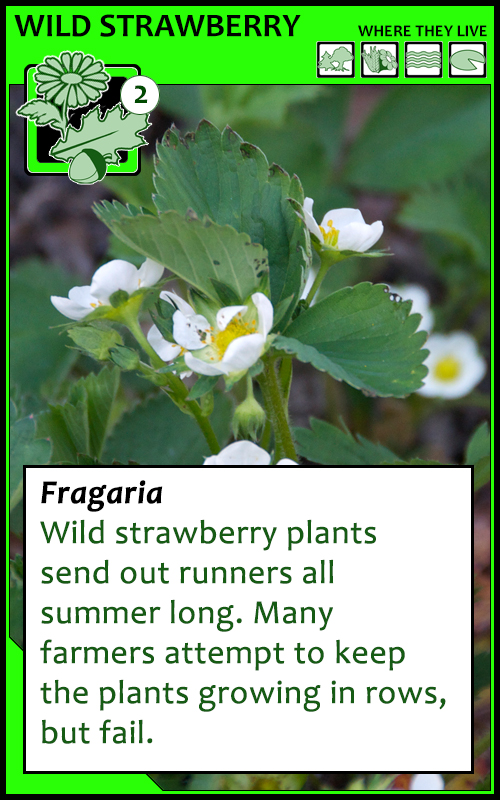 WILD STRAWBERRY
WHERE THEY LIVE
2
Fragaria
Wild strawberry plants
send out runners all
summer long. Many
farmers attempt to keep
the plants growing in rows,
but fail.